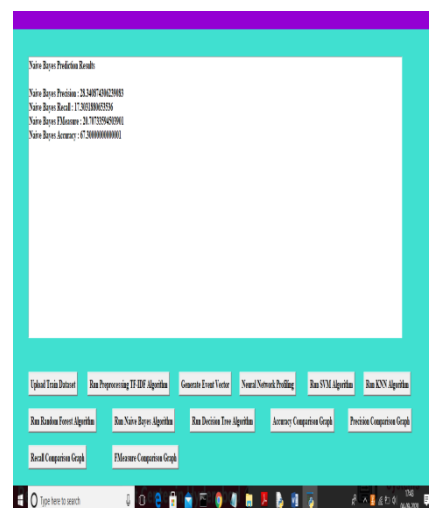 Naive Bayes Prediction Results
Naive Bayes Precision : 28.340874306239083
Naive Bayes Recall : 17.3031880653536
Naive Bayes FMeasure : 20.70733594503901
Naive Bayes Accuracy : 67.30000000000001
Upload Train Dataset Run Preprocessing TF-IDF Algorithm Generate Event Vector Neural Network Profiling Run SVM Algorithm Run KNN Algorithm
Run Random Forest Algorithm Run Naive Bayes Algorithm Run Decision Tree Algorithm Accuracy Comparison Graph Precision Comparison Graph
Recall Comparison Graph FMeasure Comparison Graph
Type here to search